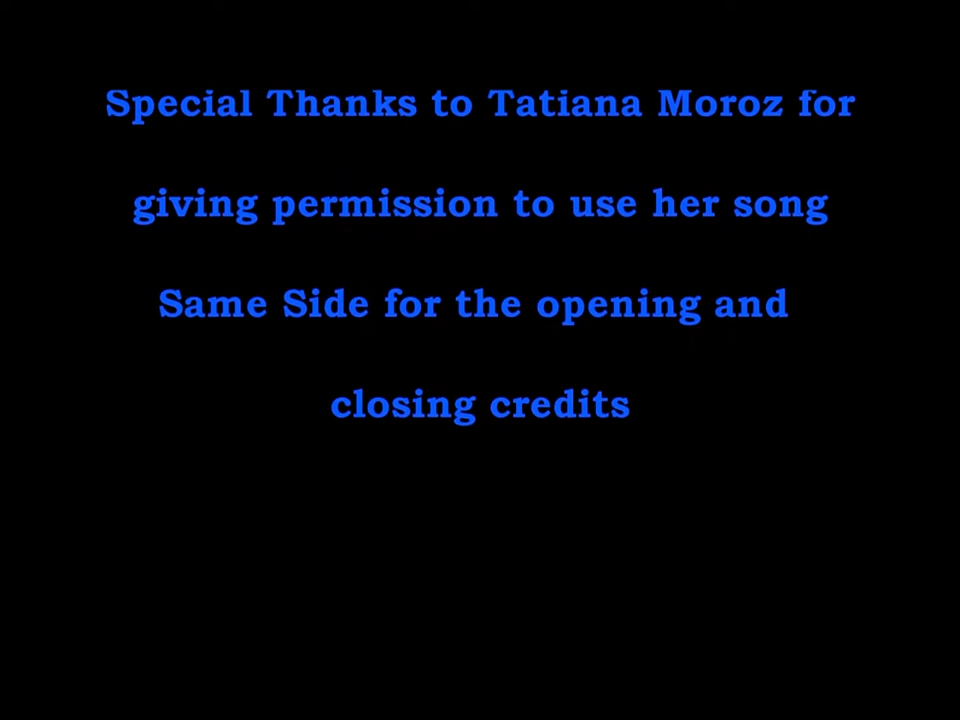 Special Thanks to Tatiana Moroz for
giving permission to use her song
Same Side for the opening and
closing credits